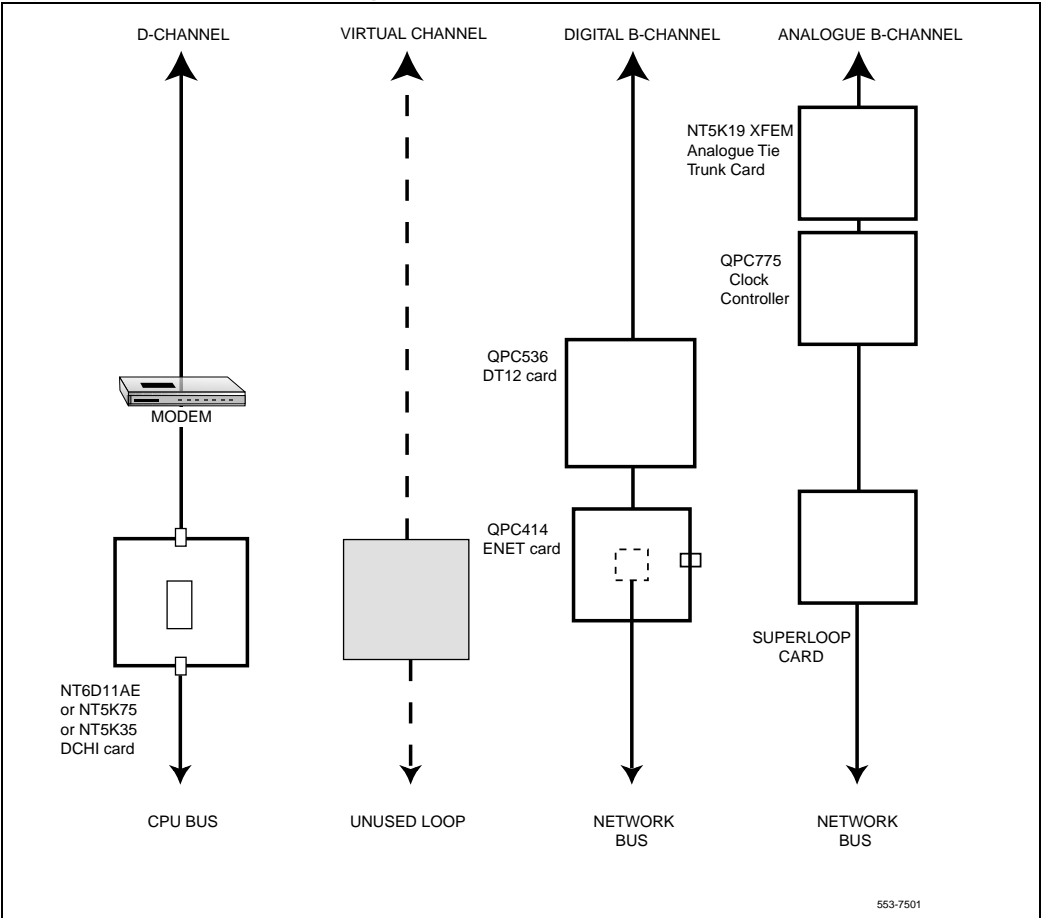 D-CHANNEL
VIRTUAL CHANNEL
DIGITAL B-CHANNEL
ANALOGUE B-CHANNEL
NT5K19 XFEM
Analogue Tie
Trunk Card
QPC775
Clock
Controller
QPC536
DT12 card
MODEM
QPC414
ENET card
SUPERLOOP
CARD
NT6D11AE
or NT5K75
or NT5K35
DCHI card
CPU BUS
UNUSED LOOP
NETWORK
BUS
NETWORK
BUS
553-7501